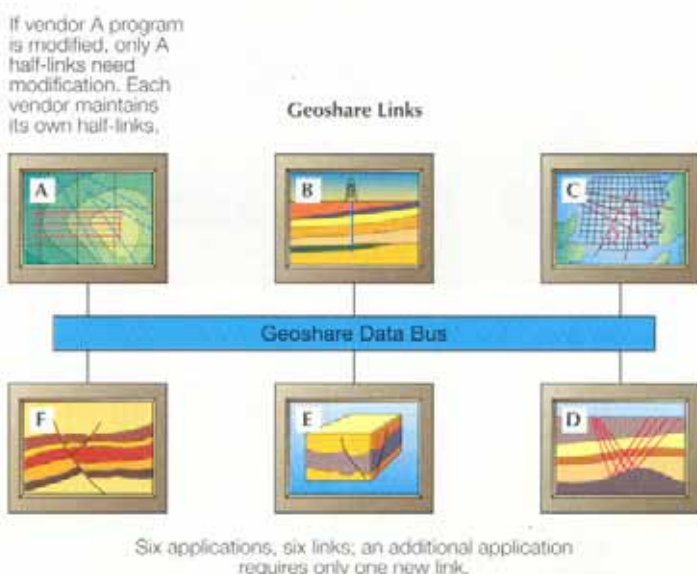 If vendor A program
is modified, only A
half-links need
modification. Each
vendor maintains
its own half-links.
Geoshare Links
A
B
C
Geoshare Data Bus
F
E
D
Six applications, six links; an additional application
requires only one new link.